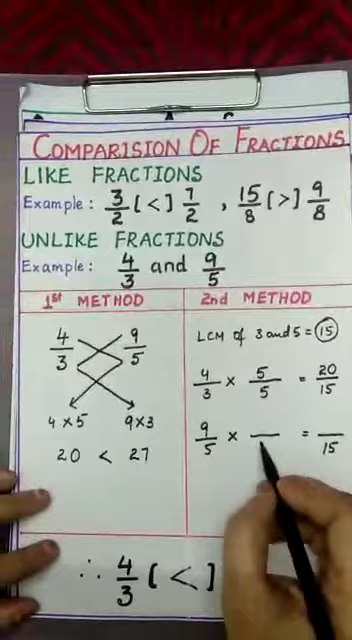 COMPARISION OF FRACTIONS
LIKE FRACTIONS
Example : 3/2 [<] 7/2 , 15/8 [>] 9/8
UNLIKE FRACTIONS
Example : 4/3 and 9/5
1st METHOD
4/3 9/5
4×5 9×3
20 < 27
2nd METHOD
LCM of 3 and 5 = 15
4/3 × 5/5 = 20/15
9/5 × — = —/15
∴ 4/3 [ < ]